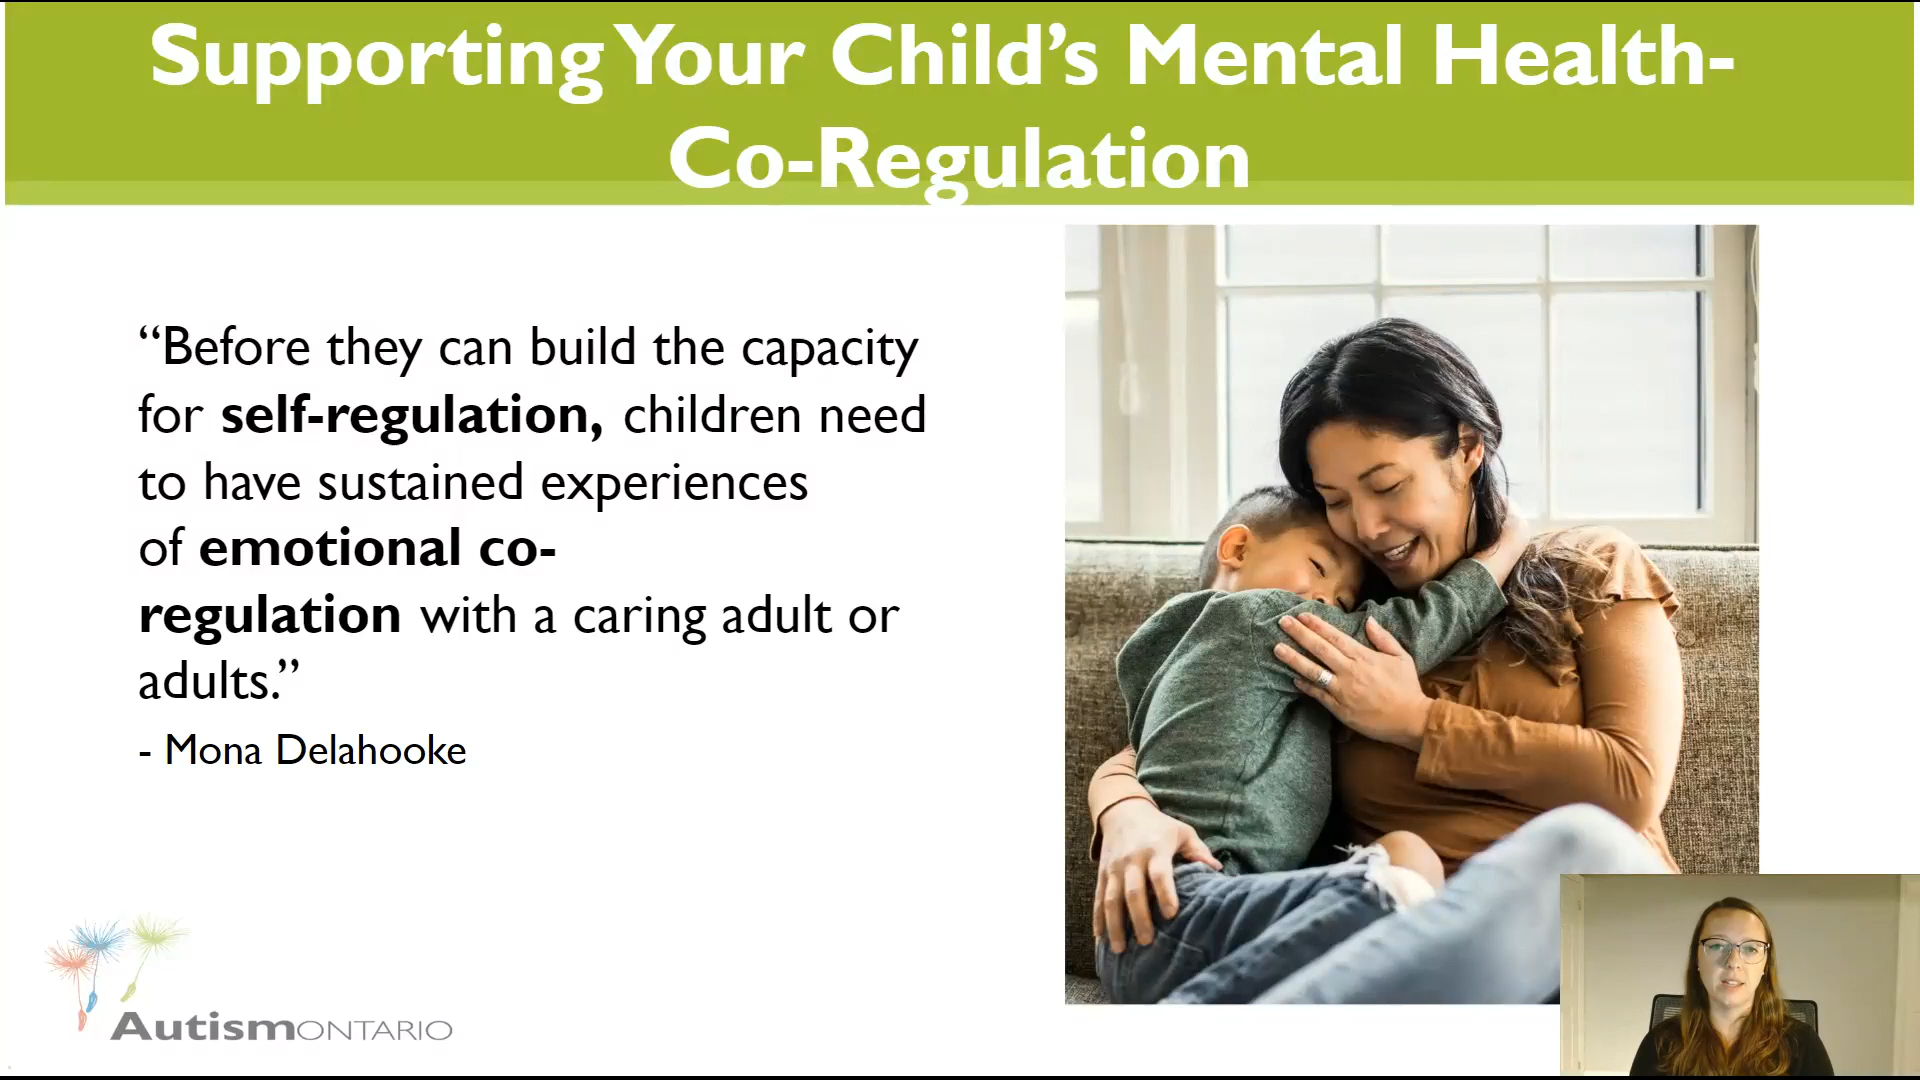 Supporting Your Child’s Mental Health-
Co-Regulation
“Before they can build the capacity
for self-regulation, children need
to have sustained experiences
of emotional co-
regulation with a caring adult or
adults.”
- Mona Delahooke
AutismONTARIO